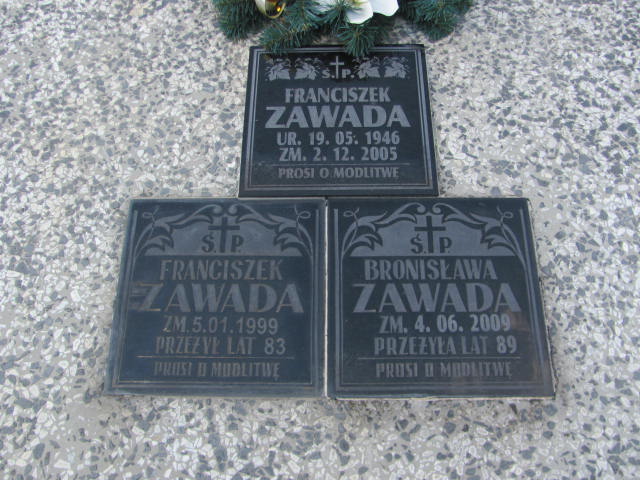 Ś.P.
FRANCISZEK
ZAWADA
UR. 19. 05. 1946
ZM. 2. 12. 2005
PROSI O MODLITWĘ
Ś.P.
FRANCISZEK
ZAWADA
ZM. 5.01.1999
PRZEŻYŁ LAT 83
PROSI O MODLITWĘ
Ś.P.
BRONISŁAWA
ZAWADA
ZM. 4. 06. 2009
PRZEŻYŁA LAT 89
PROSI O MODLITWĘ